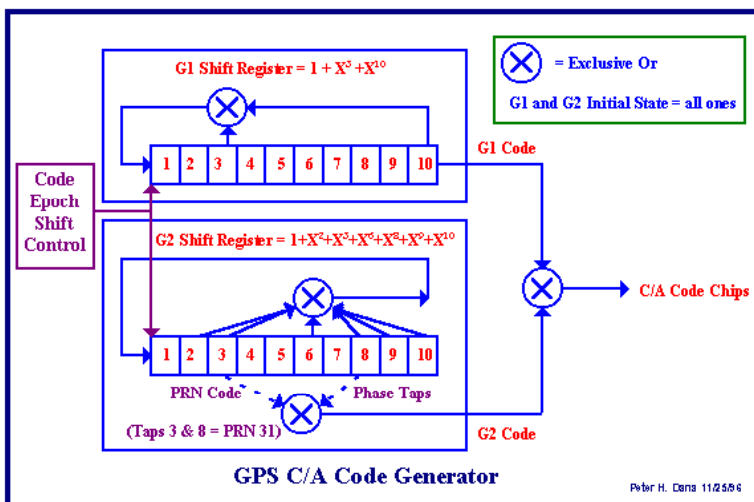 G1 Shift Register = 1 + X³ +X¹⁰
= Exclusive Or
G1 and G2 Initial State = all ones
1 2 3 4 5 6 7 8 9 10
G1 Code
Code
Epoch
Shift
Control
G2 Shift Register = 1+X²+X³+X⁶+X⁸+X⁹+X¹⁰
C/A Code Chips
1 2 3 4 5 6 7 8 9 10
PRN Code
Phase Taps
(Taps 3 & 8 = PRN 31)
G2 Code
GPS C/A Code Generator
Peter H. Dana 11/25/96